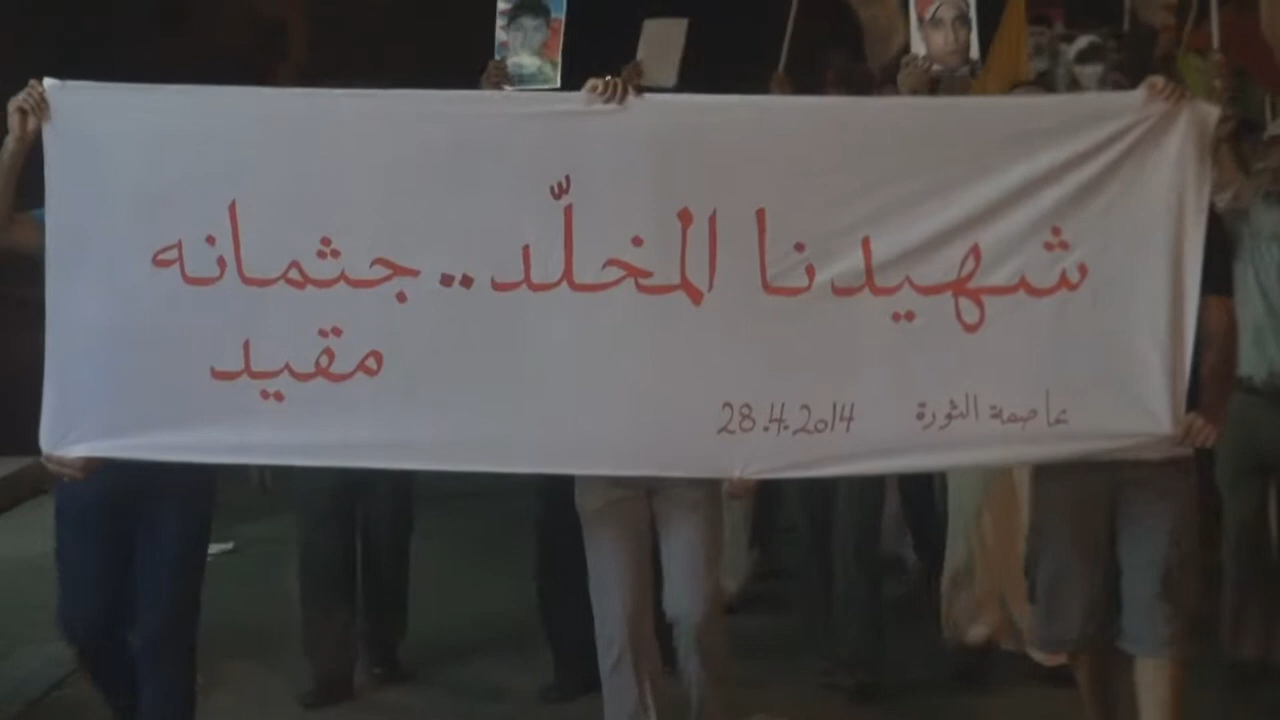 شهيدنا المخلّد.. جثمانه
مقيد
عاصمة الثورة 28.4.2014